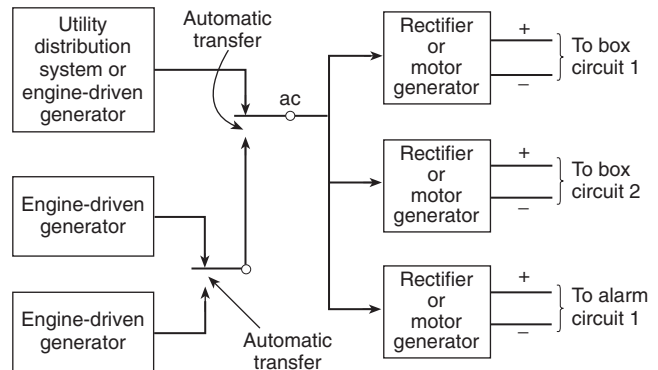 Utility
distribution
system or
engine-driven
generator
Automatic
transfer
ac
Rectifier
or
motor
generator
+
–
To box
circuit 1
Rectifier
or
motor
generator
+
–
To box
circuit 2
Engine-driven
generator
Engine-driven
generator
Automatic
transfer
Rectifier
or
motor
generator
+
–
To alarm
circuit 1